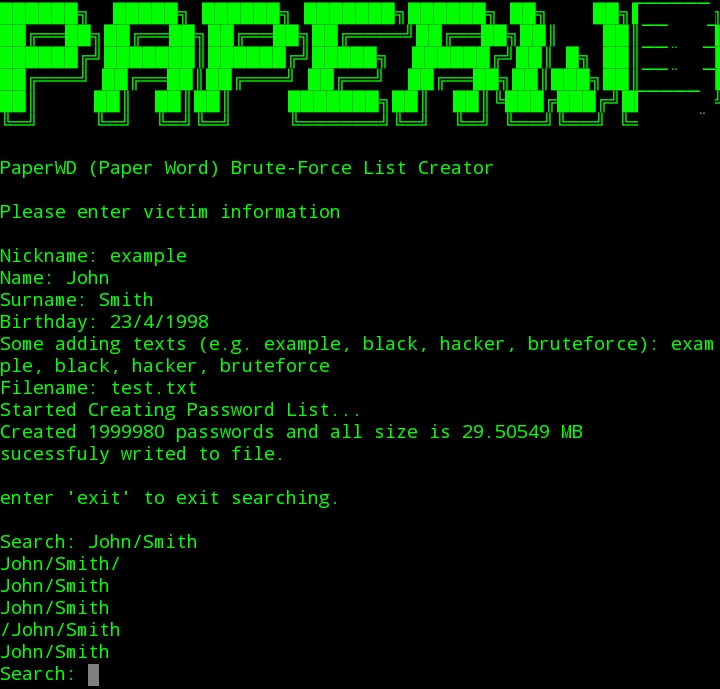 PAPERWD
PaperWD (Paper Word) Brute-Force List Creator
Please enter victim information
Nickname: example
Name: John
Surname: Smith
Birthday: 23/4/1998
Some adding texts (e.g. example, black, hacker, bruteforce): exam
ple, black, hacker, bruteforce
Filename: test.txt
Started Creating Password List...
Created 1999980 passwords and all size is 29.50549 MB
sucessfuly writed to file.
enter 'exit' to exit searching.
Search: John/Smith
John/Smith/
John/Smith
John/Smith
/John/Smith
John/Smith
Search: